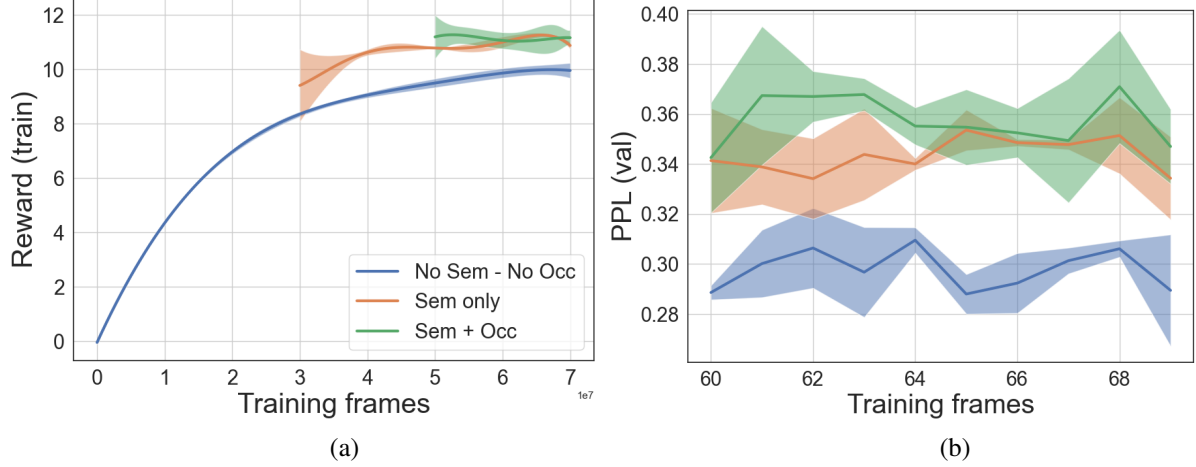 12
10
8
6
4
2
0
Reward (train)
No Sem - No Occ
Sem only
Sem + Occ
0 1 2 3 4 5 6 7
1e7
Training frames
(a)
0.40
0.38
0.36
0.34
0.32
0.30
0.28
PPL (val)
60 62 64 66 68
Training frames
(b)